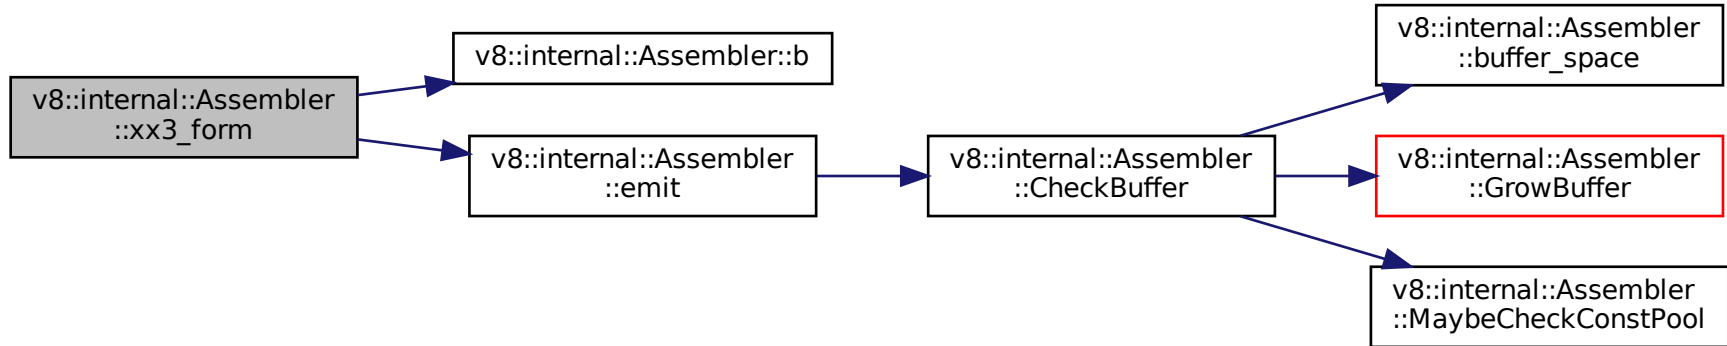 v8::internal::Assembler
::xx3_form
v8::internal::Assembler::b
v8::internal::Assembler
::emit
v8::internal::Assembler
::CheckBuffer
v8::internal::Assembler
::buffer_space
v8::internal::Assembler
::GrowBuffer
v8::internal::Assembler
::MaybeCheckConstPool